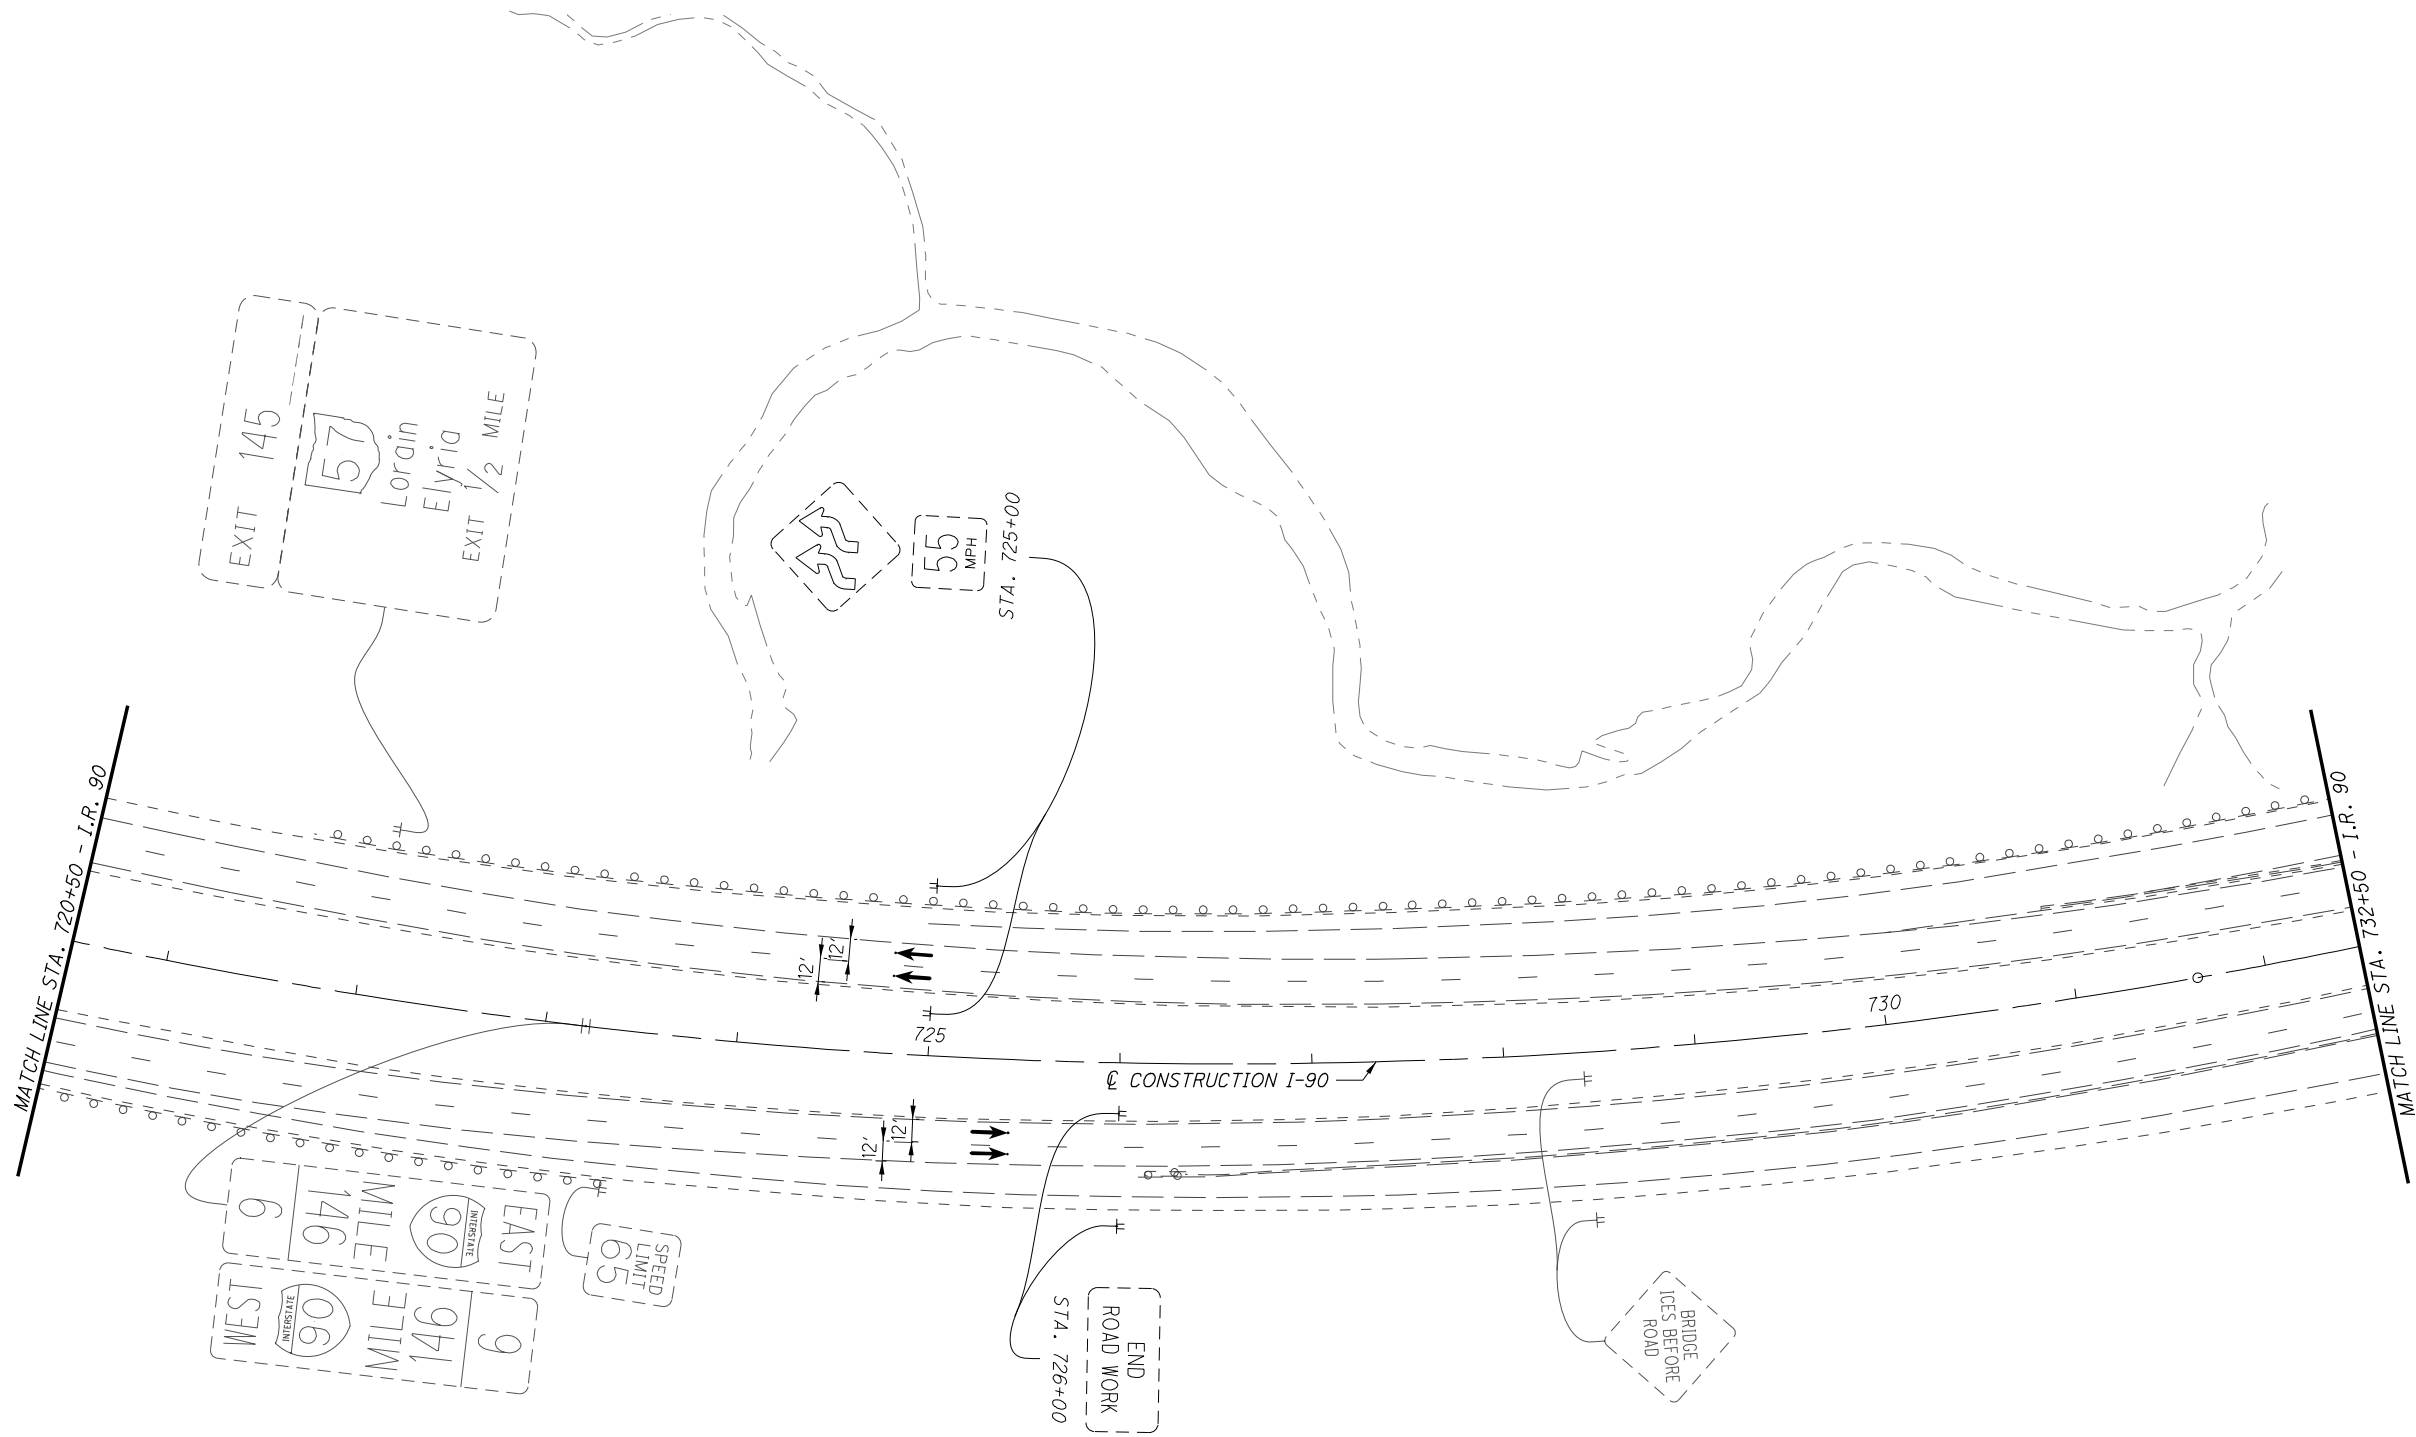 EXIT 145
57
Lorain
Elyria
EXIT 1/2 MILE
55
MPH
STA. 725+00
MATCH LINE STA. 720+50 - I.R. 90
MATCH LINE STA. 732+50 - I.R. 90
12'
12'
725
730
℄ CONSTRUCTION I-90
12'
12'
EAST
INTERSTATE
90
MILE
146
6
WEST
INTERSTATE
90
MILE
146
6
SPEED
LIMIT
65
STA. 726+00
END
ROAD WORK
BRIDGE
ICES BEFORE
ROAD